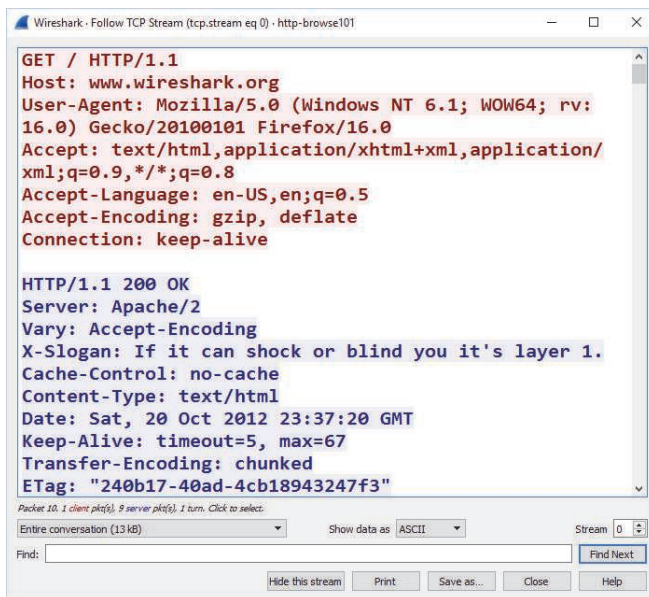 Wireshark · Follow TCP Stream (tcp.stream eq 0) · http-browse101
GET / HTTP/1.1
Host: www.wireshark.org
User-Agent: Mozilla/5.0 (Windows NT 6.1; WOW64; rv:
16.0) Gecko/20100101 Firefox/16.0
Accept: text/html,application/xhtml+xml,application/
xml;q=0.9,*/*;q=0.8
Accept-Language: en-US,en;q=0.5
Accept-Encoding: gzip, deflate
Connection: keep-alive
HTTP/1.1 200 OK
Server: Apache/2
Vary: Accept-Encoding
X-Slogan: If it can shock or blind you it's layer 1.
Cache-Control: no-cache
Content-Type: text/html
Date: Sat, 20 Oct 2012 23:37:20 GMT
Keep-Alive: timeout=5, max=67
Transfer-Encoding: chunked
ETag: "240b17-40ad-4cb18943247f3"
Packet 10. 1 client pkt(s), 9 server pkt(s), 1 turn. Click to select.
Entire conversation (13 kB) Show data as ASCII Stream 0
Find: Find Next
Hide this stream Print Save as... Close Help